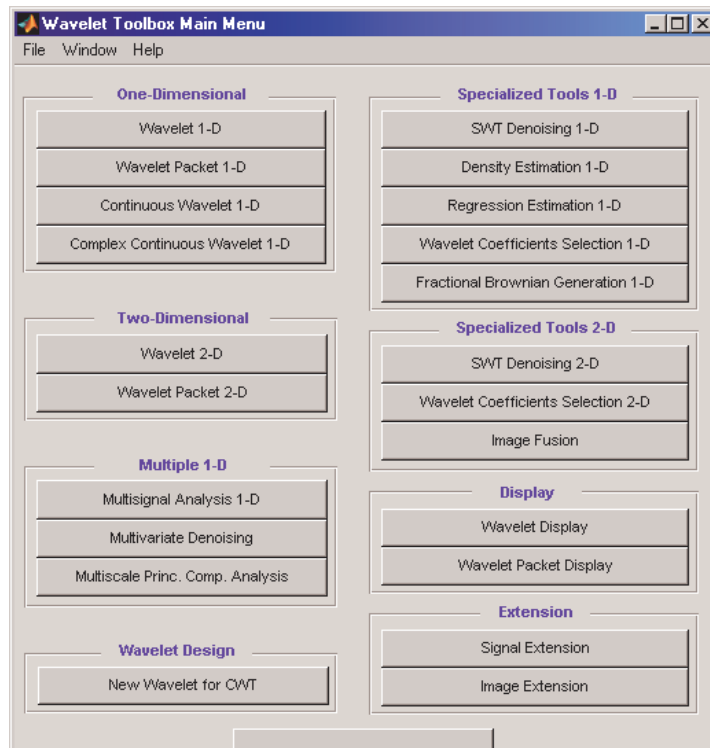 Wavelet Toolbox Main Menu
File Window Help
One-Dimensional
Wavelet 1-D
Wavelet Packet 1-D
Continuous Wavelet 1-D
Complex Continuous Wavelet 1-D
Two-Dimensional
Wavelet 2-D
Wavelet Packet 2-D
Multiple 1-D
Multisignal Analysis 1-D
Multivariate Denoising
Multiscale Princ. Comp. Analysis
Wavelet Design
New Wavelet for CWT
Specialized Tools 1-D
SWT Denoising 1-D
Density Estimation 1-D
Regression Estimation 1-D
Wavelet Coefficients Selection 1-D
Fractional Brownian Generation 1-D
Specialized Tools 2-D
SWT Denoising 2-D
Wavelet Coefficients Selection 2-D
Image Fusion
Display
Wavelet Display
Wavelet Packet Display
Extension
Signal Extension
Image Extension